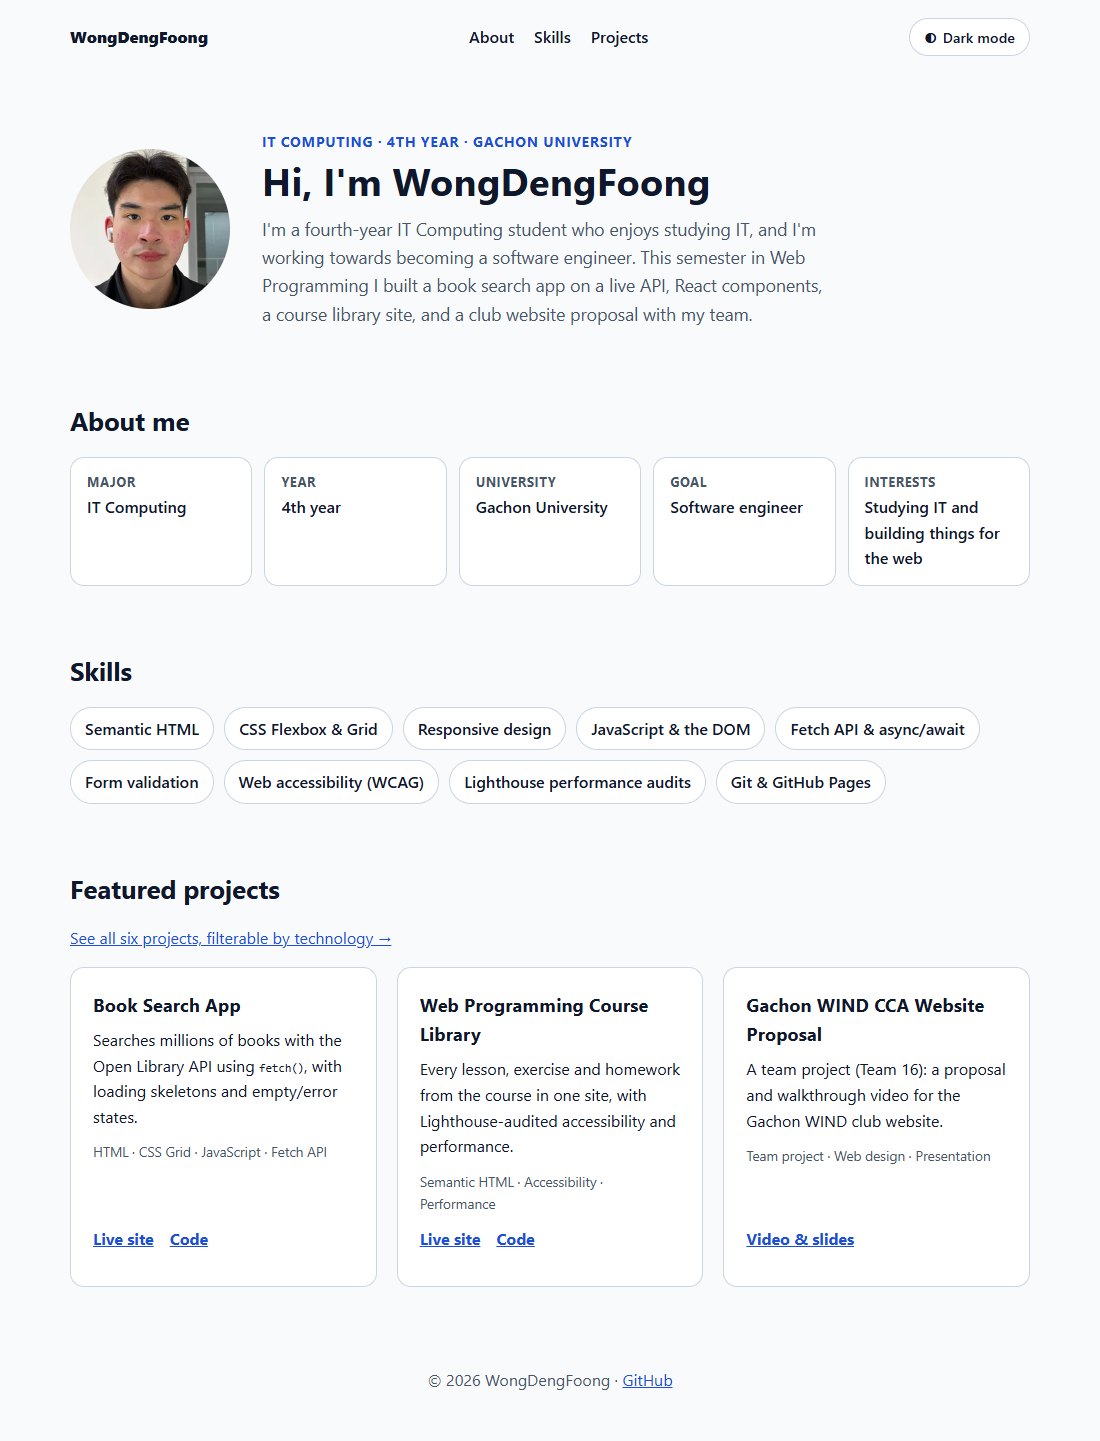 WongDengFoong
About
Skills
Projects
Dark mode
IT COMPUTING · 4TH YEAR · GACHON UNIVERSITY
Hi, I'm WongDengFoong
I'm a fourth-year IT Computing student who enjoys studying IT, and I'm
working towards becoming a software engineer. This semester in Web
Programming I built a book search app on a live API, React components,
a course library site, and a club website proposal with my team.
About me
MAJOR
IT Computing
YEAR
4th year
UNIVERSITY
Gachon University
GOAL
Software engineer
INTERESTS
Studying IT and
building things for
the web
Skills
Semantic HTML
CSS Flexbox & Grid
Responsive design
JavaScript & the DOM
Fetch API & async/await
Form validation
Web accessibility (WCAG)
Lighthouse performance audits
Git & GitHub Pages
Featured projects
See all six projects, filterable by technology →
Book Search App
Searches millions of books with the
Open Library API using fetch(), with
loading skeletons and empty/error
states.
HTML · CSS Grid · JavaScript · Fetch API
Live site
Code
Web Programming Course
Library
Every lesson, exercise and homework
from the course in one site, with
Lighthouse-audited accessibility and
performance.
Semantic HTML · Accessibility ·
Performance
Live site
Code
Gachon WIND CCA Website
Proposal
A team project (Team 16): a proposal
and walkthrough video for the
Gachon WIND club website.
Team project · Web design · Presentation
Video & slides
© 2026 WongDengFoong · GitHub